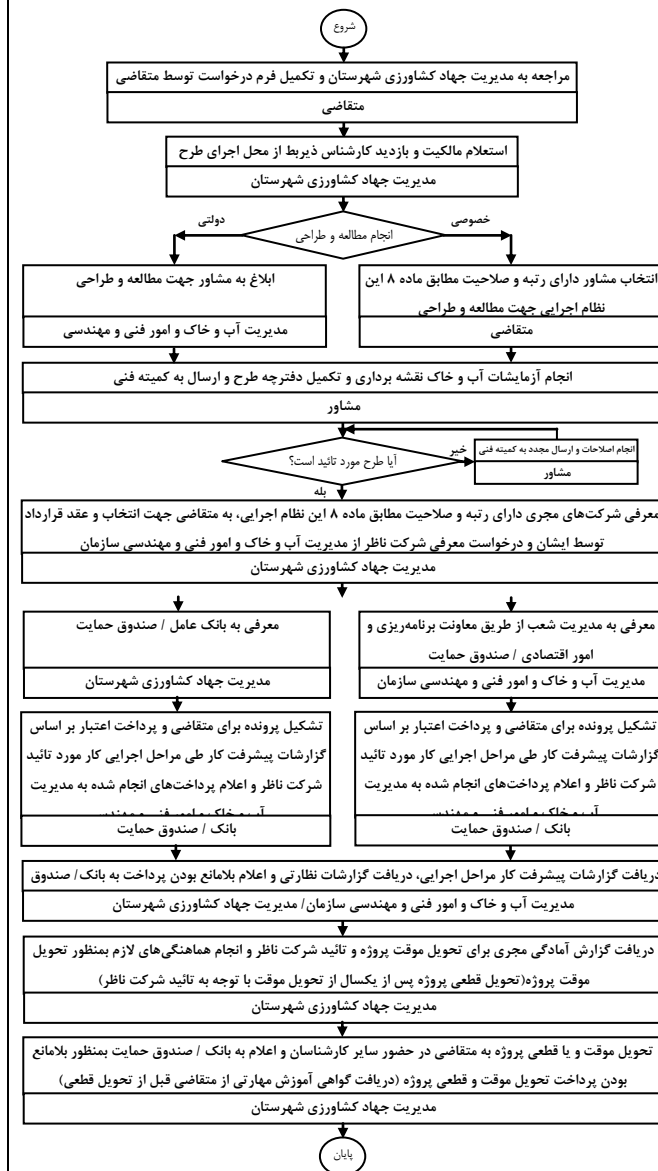 شروع
مراجعه به مدیریت جهاد کشاورزی شهرستان و تکمیل فرم درخواست توسط متقاضی
متقاضی
استعلام مالکیت و بازدید کارشناس ذیربط از محل اجرای طرح
مدیریت جهاد کشاورزی شهرستان
خصوصی
انجام مطالعه و طراحی
دولتی
انتخاب مشاور دارای رتبه و صلاحیت مطابق ماده ۸ این
نظام اجرایی جهت مطالعه و طراحی
متقاضی
ابلاغ به مشاور جهت مطالعه و طراحی
مدیریت آب و خاک و امور فنی و مهندسی
انجام آزمایشات آب و خاک نقشه برداری و تکمیل دفترچه طرح و ارسال به کمیته فنی
مشاور
آیا طرح مورد تائید است؟
خیر
انجام اصلاحات و ارسال مجدد به کمیته فنی
مشاور
بله
معرفی شرکت‌های مجری دارای رتبه و صلاحیت مطابق ماده ۸ این نظام اجرایی، به متقاضی جهت انتخاب و عقد قرارداد
توسط ایشان و درخواست معرفی شرکت ناظر از مدیریت آب و خاک و امور فنی و مهندسی سازمان
مدیریت جهاد کشاورزی شهرستان
معرفی به مدیریت شعب از طریق معاونت برنامه‌ریزی و
امور اقتصادی / صندوق حمایت
مدیریت آب و خاک و امور فنی و مهندسی سازمان
معرفی به بانک عامل / صندوق حمایت
مدیریت جهاد کشاورزی شهرستان
تشکیل پرونده برای متقاضی و پرداخت اعتبار بر اساس
گزارشات پیشرفت کار طی مراحل اجرایی کار مورد تائید
شرکت ناظر و اعلام پرداخت‌های انجام شده به مدیریت
آب و خاک و امور فنی و مهندسی
بانک / صندوق حمایت
تشکیل پرونده برای متقاضی و پرداخت اعتبار بر اساس
گزارشات پیشرفت کار طی مراحل اجرایی کار مورد تائید
شرکت ناظر و اعلام پرداخت‌های انجام شده به مدیریت
آب و خاک و امور فنی و مهندسی
بانک / صندوق حمایت
دریافت گزارشات پیشرفت کار مراحل اجرایی، دریافت گزارشات نظارتی و اعلام بلامانع بودن پرداخت به بانک/ صندوق
مدیریت آب و خاک و امور فنی و مهندسی سازمان/ مدیریت جهاد کشاورزی شهرستان
دریافت گزارش آمادگی مجری برای تحویل موقت پروژه و تائید شرکت ناظر و انجام هماهنگی‌های لازم بمنظور تحویل
موقت پروژه(تحویل قطعی پروژه پس از یکسال از تحویل موقت با توجه به تائید شرکت ناظر)
مدیریت جهاد کشاورزی شهرستان
تحویل موقت و یا قطعی پروژه به متقاضی در حضور سایر کارشناسان و اعلام به بانک / صندوق حمایت بمنظور بلامانع
بودن پرداخت تحویل موقت و قطعی پروژه (دریافت گواهی آموزش مهارتی از متقاضی قبل از تحویل قطعی)
مدیریت جهاد کشاورزی شهرستان
پایان